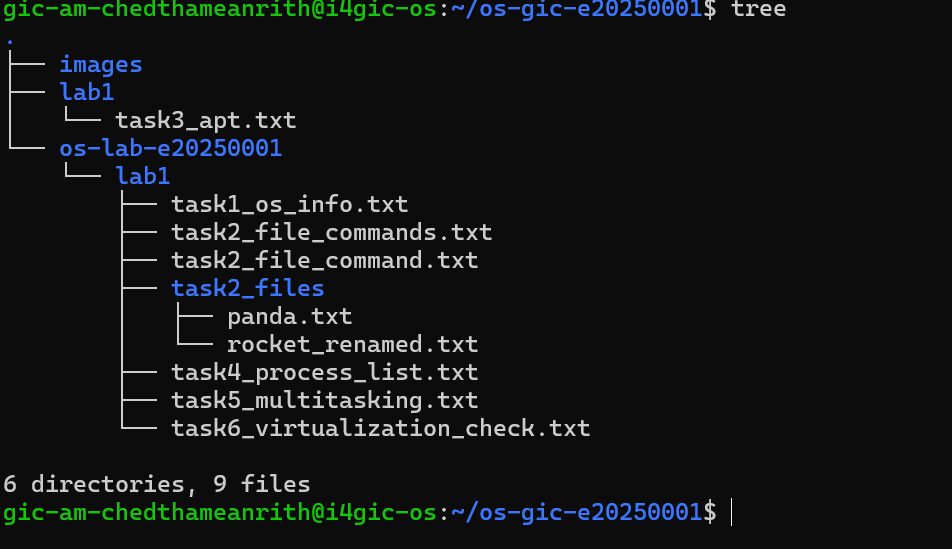 gic-am-chedthameanrith@i4gic-os:~/os-gic-e20250001$ tree
.
├── images
├── lab1
│   └── task3_apt.txt
└── os-lab-e20250001
    └── lab1
        ├── task1_os_info.txt
        ├── task2_file_commands.txt
        ├── task2_file_command.txt
        ├── task2_files
        │   ├── panda.txt
        │   └── rocket_renamed.txt
        ├── task4_process_list.txt
        ├── task5_multitasking.txt
        └── task6_virtualization_check.txt

6 directories, 9 files
gic-am-chedthameanrith@i4gic-os:~/os-gic-e20250001$